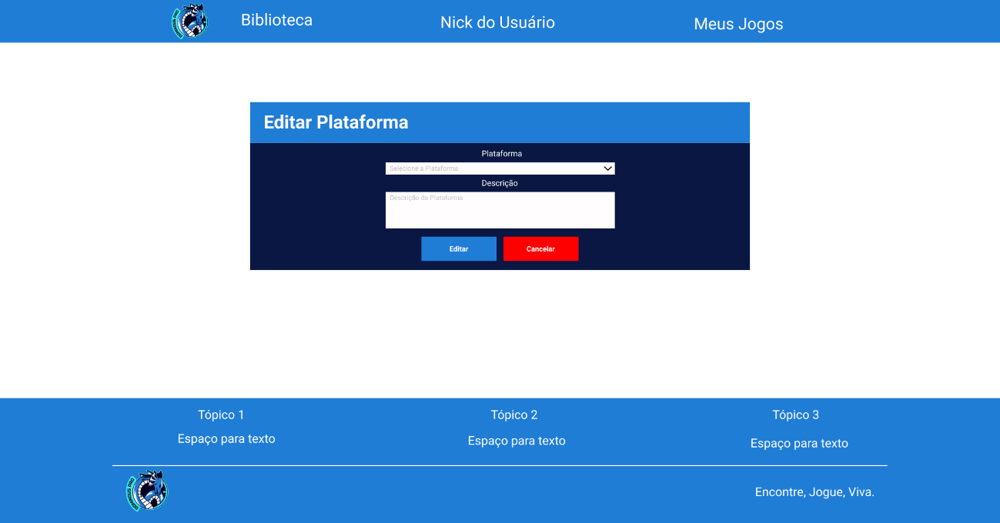 Biblioteca
Nick do Usuário
Meus Jogos
Editar Plataforma
Plataforma
Selecione a Plataforma
Descrição
Descrição da Plataforma
Editar
Cancelar
Tópico 1
Tópico 2
Tópico 3
Espaço para texto
Espaço para texto
Espaço para texto
Encontre, Jogue, Viva.